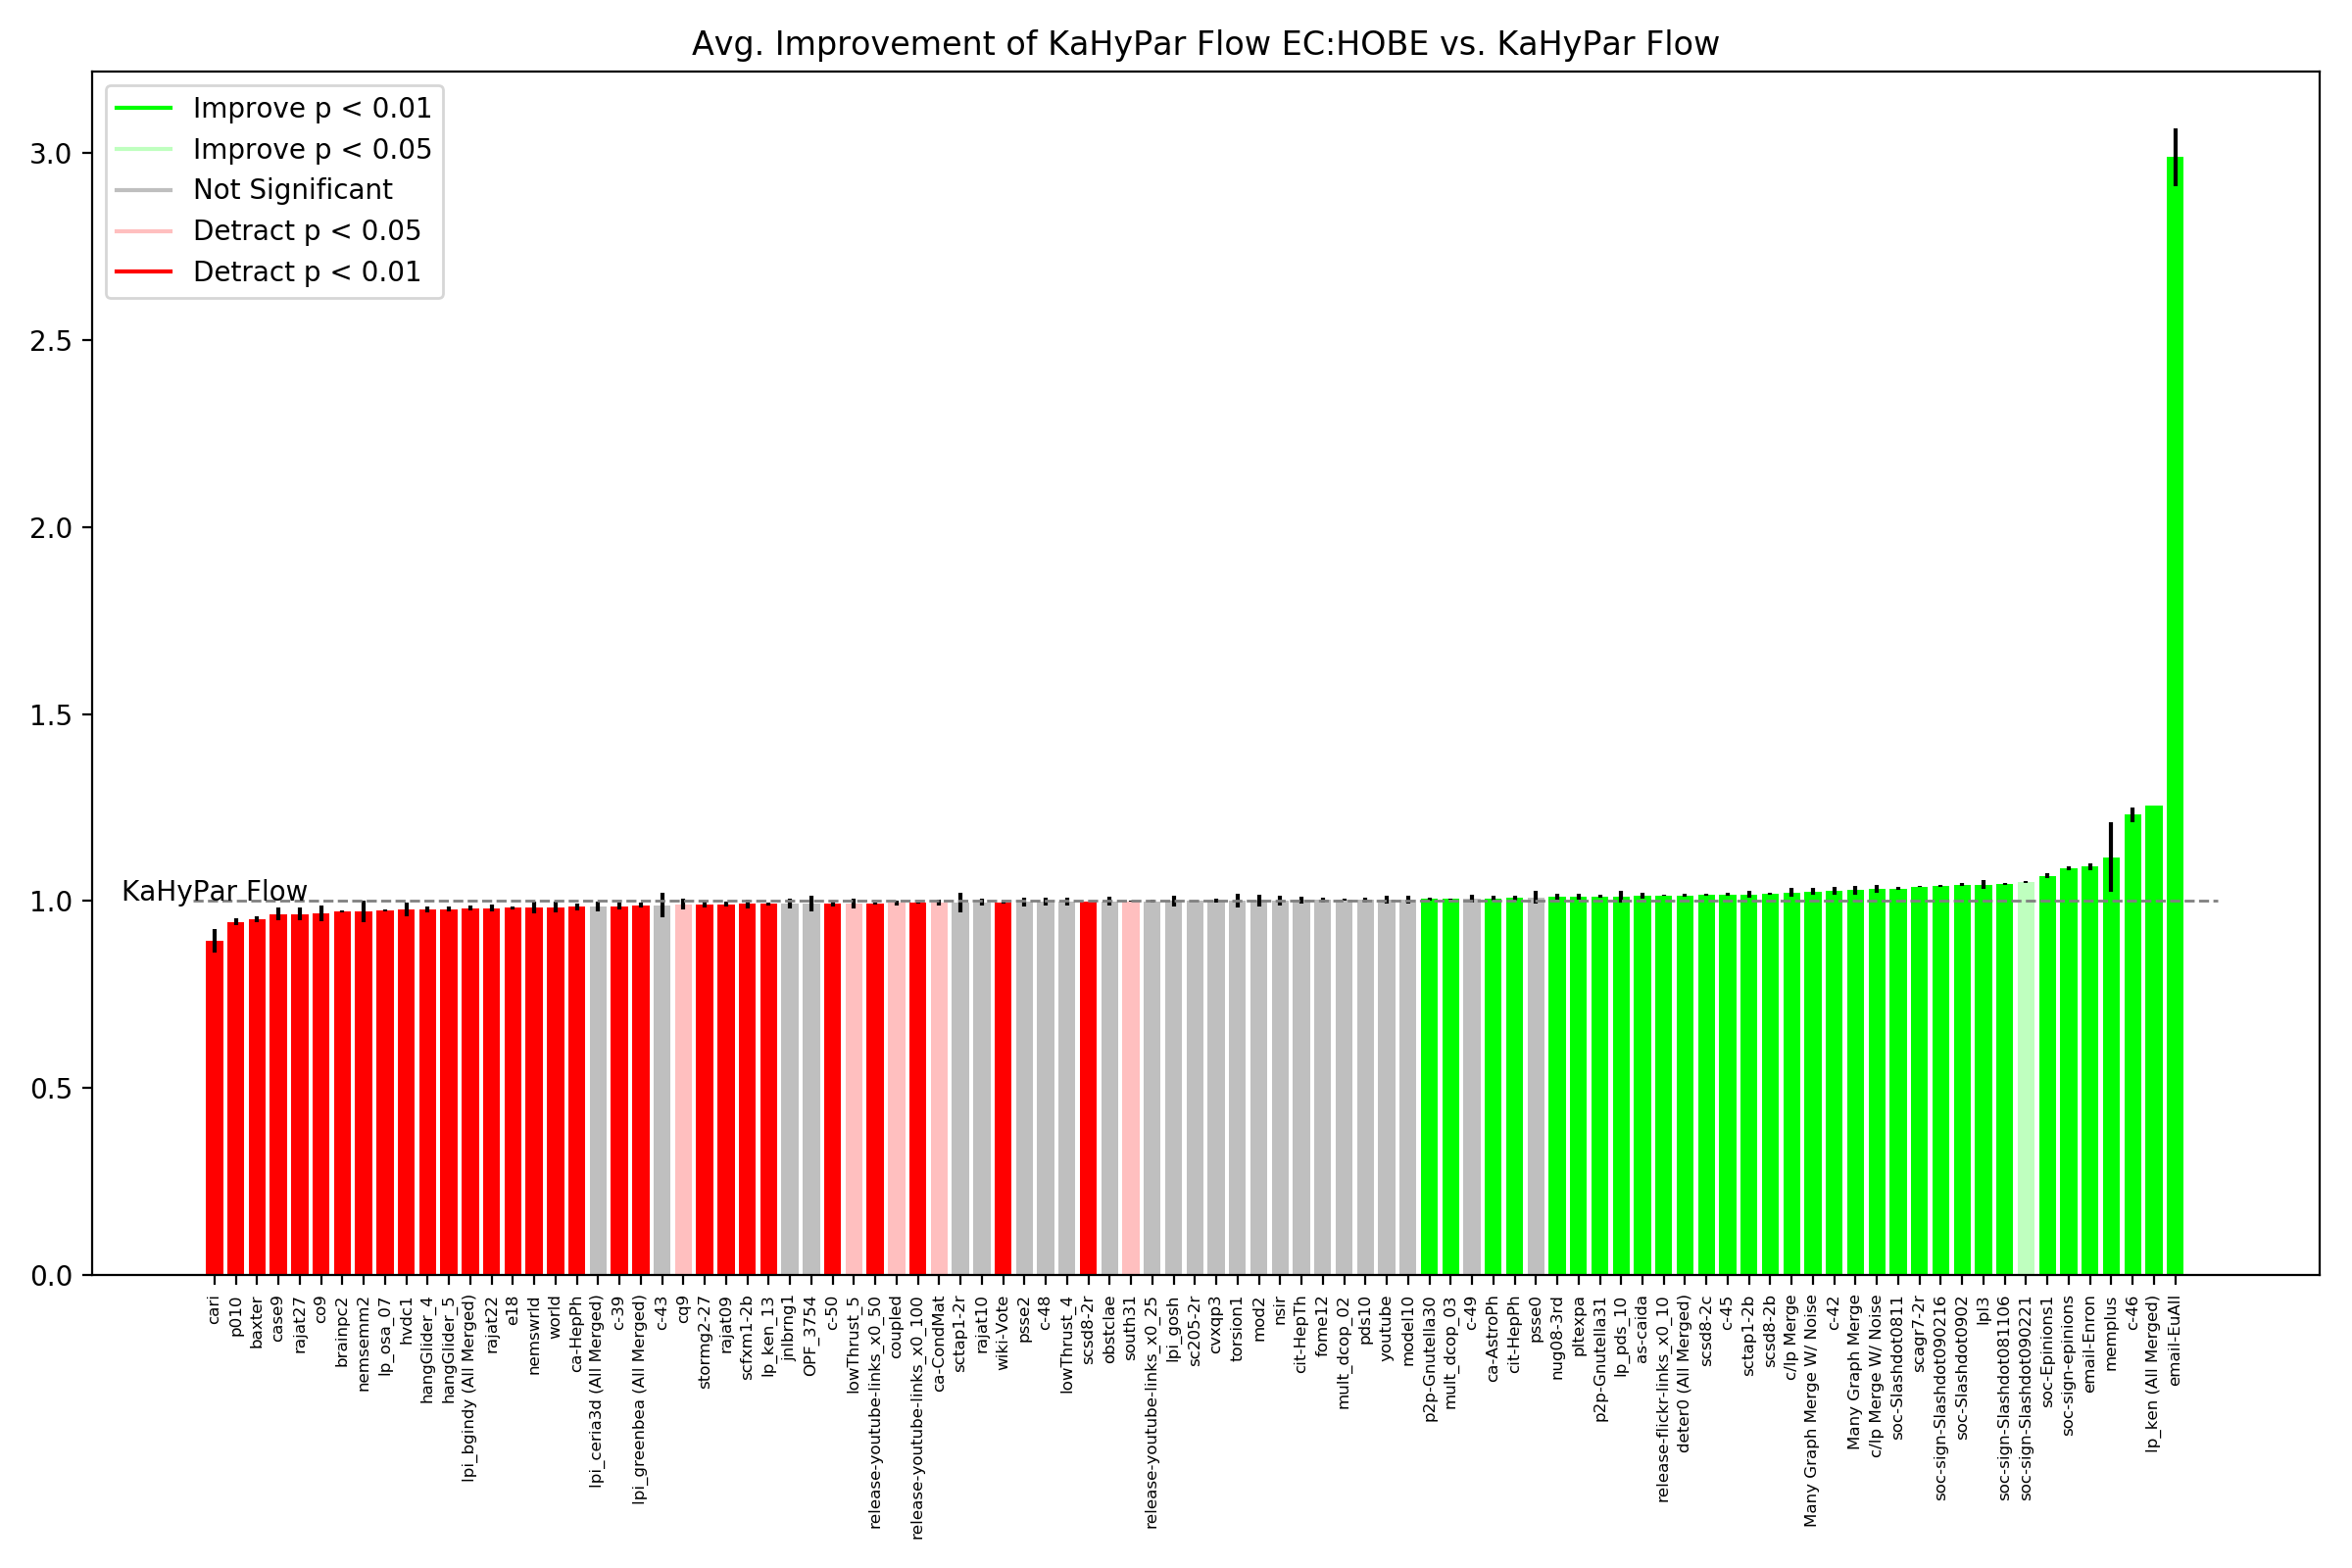 Avg. Improvement of KaHyPar Flow EC:HOBE vs. KaHyPar Flow
Improve p < 0.01
Improve p < 0.05
Not Significant
Detract p < 0.05
Detract p < 0.01
3.0
2.5
2.0
1.5
1.0
0.5
0.0
KaHyPar Flow
cari
p010
baxter
case9
rajat27
co9
brainpc2
nemsemm2
lp_osa_07
hvdc1
hangGlider_4
hangGlider_5
lpi_bgindy (All Merged)
rajat22
e18
nemswrld
world
ca-HepPh
lpi_ceria3d (All Merged)
c-39
lpi_greenbea (All Merged)
c-43
cq9
stormg2-27
rajat09
scfxm1-2b
lp_ken_13
jnlbrng1
OPF_3754
c-50
lowThrust_5
release-youtube-links_x0_50
coupled
release-youtube-links_x0_100
ca-CondMat
sctap1-2r
rajat10
wiki-Vote
psse2
c-48
lowThrust_4
scsd8-2r
obstclae
south31
release-youtube-links_x0_25
lpi_gosh
sc205-2r
cvxqp3
torsion1
mod2
nsir
cit-HepTh
fome12
mult_dcop_02
pds10
youtube
model10
p2p-Gnutella30
mult_dcop_03
c-49
ca-AstroPh
cit-HepPh
psse0
nug08-3rd
pltexpa
p2p-Gnutella31
lp_pds_10
as-caida
release-flickr-links_x0_10
deter0 (All Merged)
scsd8-2c
c-45
sctap1-2b
scsd8-2b
c/lp Merge
Many Graph Merge W/ Noise
c-42
Many Graph Merge
c/lp Merge W/ Noise
soc-Slashdot0811
scagr7-2r
soc-sign-Slashdot090216
soc-Slashdot0902
lpl3
soc-sign-Slashdot081106
soc-sign-Slashdot090221
soc-Epinions1
soc-sign-epinions
email-Enron
memplus
c-46
lp_ken (All Merged)
email-EuAll